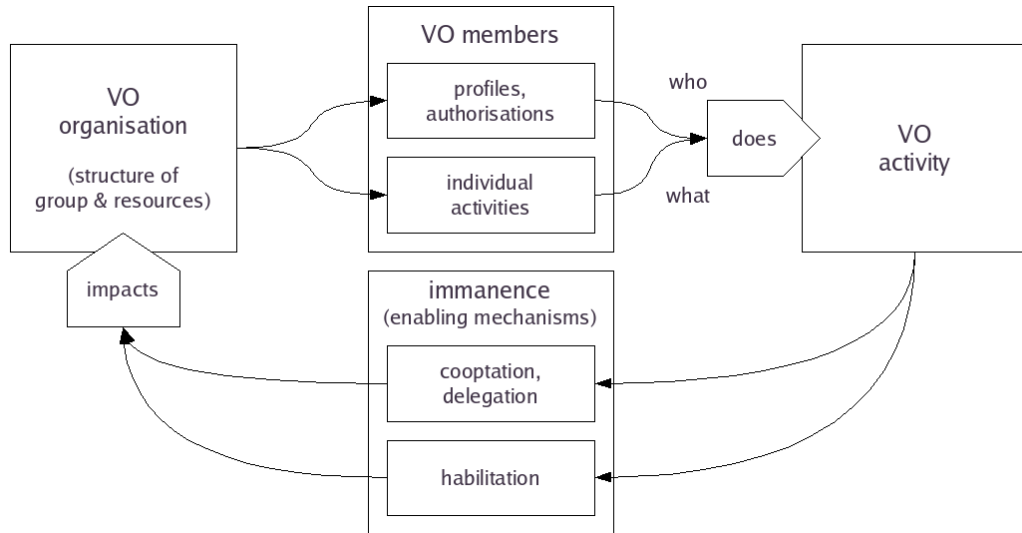 VO
organisation
(structure of
group & resources)
impacts
VO members
profiles,
authorisations
individual
activities
who
what
does
VO
activity
immanence
(enabling mechanisms)
cooptation,
delegation
habilitation